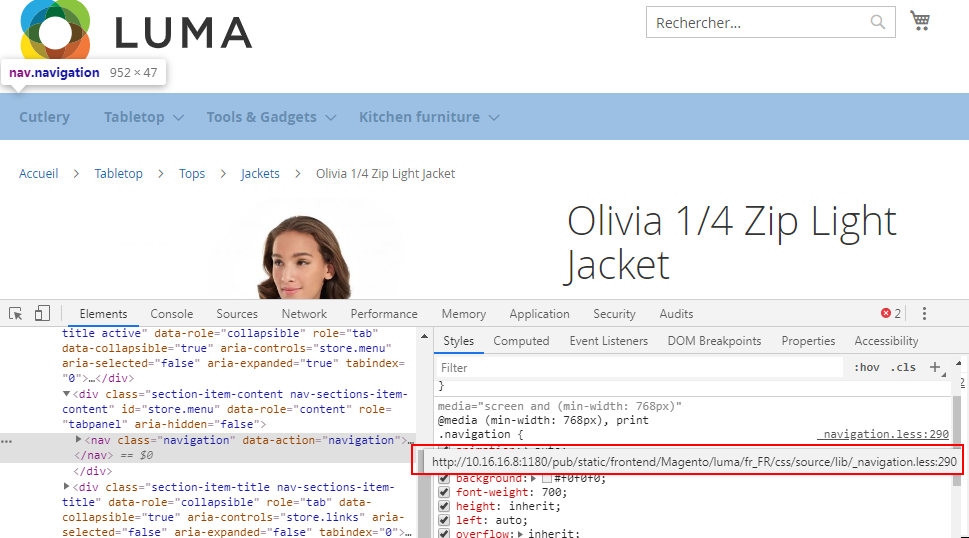 LUMA
Rechercher...
nav.navigation 952 × 47
Cutlery Tabletop Tools & Gadgets Kitchen furniture
Accueil > Tabletop > Tops > Jackets > Olivia 1/4 Zip Light Jacket
Olivia 1/4 Zip Light
Jacket
Elements Console Sources Network Performance Memory Application Security Audits 2
title active" data-role="collapsible" role="tab"
data-collapsible="true" aria-controls="store.menu"
aria-selected="false" aria-expanded="false" tabindex=
"0">…</div>
▼<div class="section-item-content nav-sections-item-
content" id="store.menu" data-role="content" role=
"tabpanel" aria-hidden="false">
… ▶<nav class="navigation" data-action="navigation">…
</nav> == $0
</div>
▶<div class="section-item-title nav-sections-item-
title" data-role="collapsible" role="tab" data-
collapsible="true" aria-controls="store.links" aria-
selected="false" aria-expanded="false" tabindex="0">…
Styles Computed Event Listeners DOM Breakpoints Properties Accessibility
Filter :hov .cls +
}
media="screen and (min-width: 768px)"
@media (min-width: 768px), print
.navigation { _navigation.less:290
http://10.16.16.8:1180/pub/static/frontend/Magento/luma/fr_FR/css/source/lib/_navigation.less:290
background:▶ #f0f0f0;
font-weight: 700;
height: inherit;
left: auto;
overflow:▶ inherit;